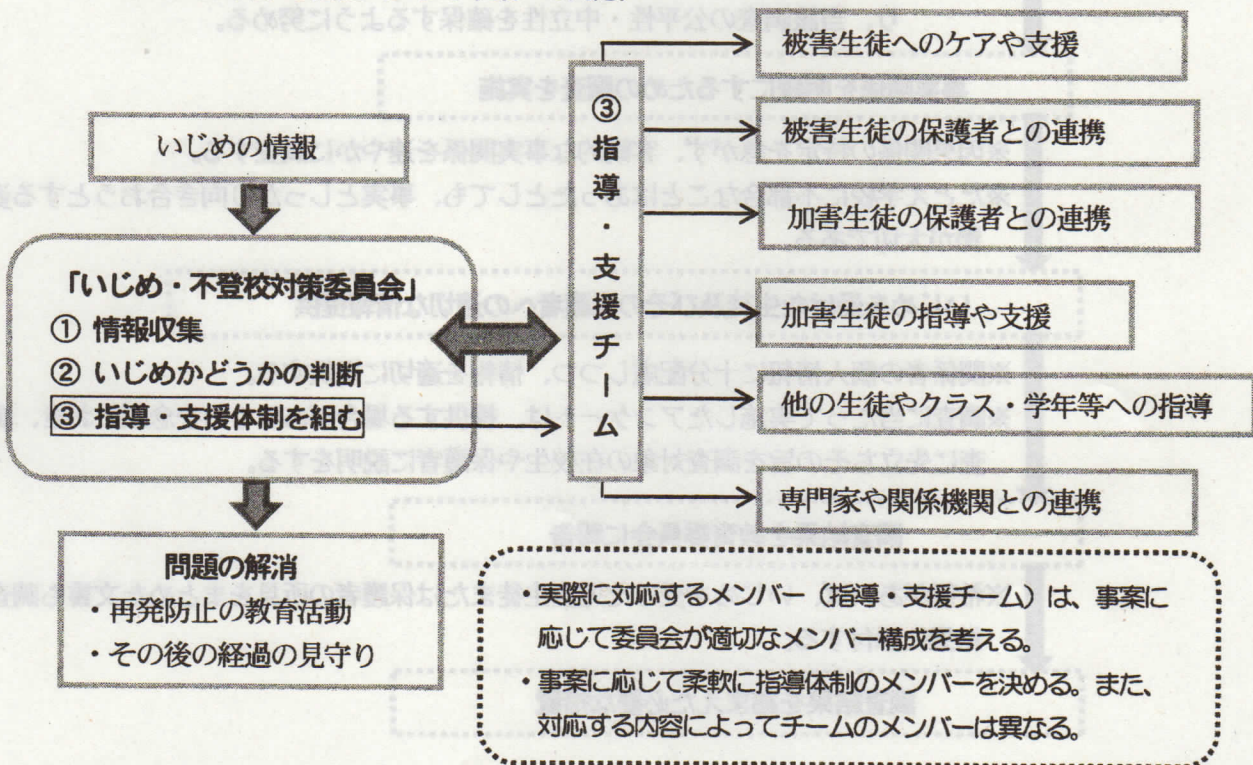 いじめの情報
「いじめ・不登校対策委員会」
① 情報収集
② いじめかどうかの判断
③ 指導・支援体制を組む
問題の解消
・再発防止の教育活動
・その後の経過の見守り
③指導・支援チーム
被害生徒へのケアや支援
被害生徒の保護者との連携
加害生徒の保護者との連携
加害生徒の指導や支援
他の生徒やクラス・学年等への指導
専門家や関係機関との連携
・実際に対応するメンバー（指導・支援チーム）は、事案に
応じて委員会が適切なメンバー構成を考える。
・事案に応じて柔軟に指導体制のメンバーを決める。また、
対応する内容によってチームのメンバーは異なる。